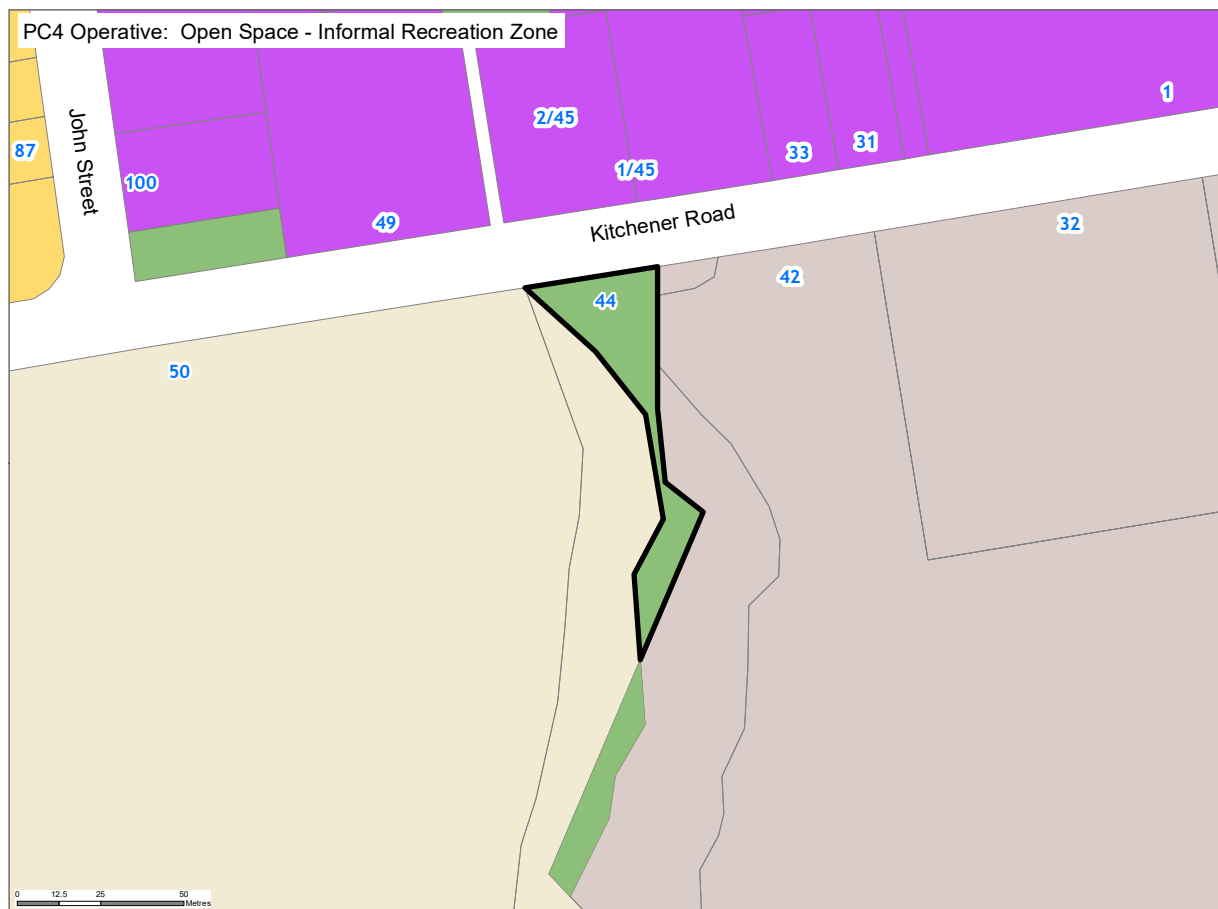 PC4 Operative:  Open Space - Informal Recreation Zone
1
2/45
87
John Street
100
1/45
33
31
49
Kitchener Road
32
42
44
50
0 12.5 25 50
Metres